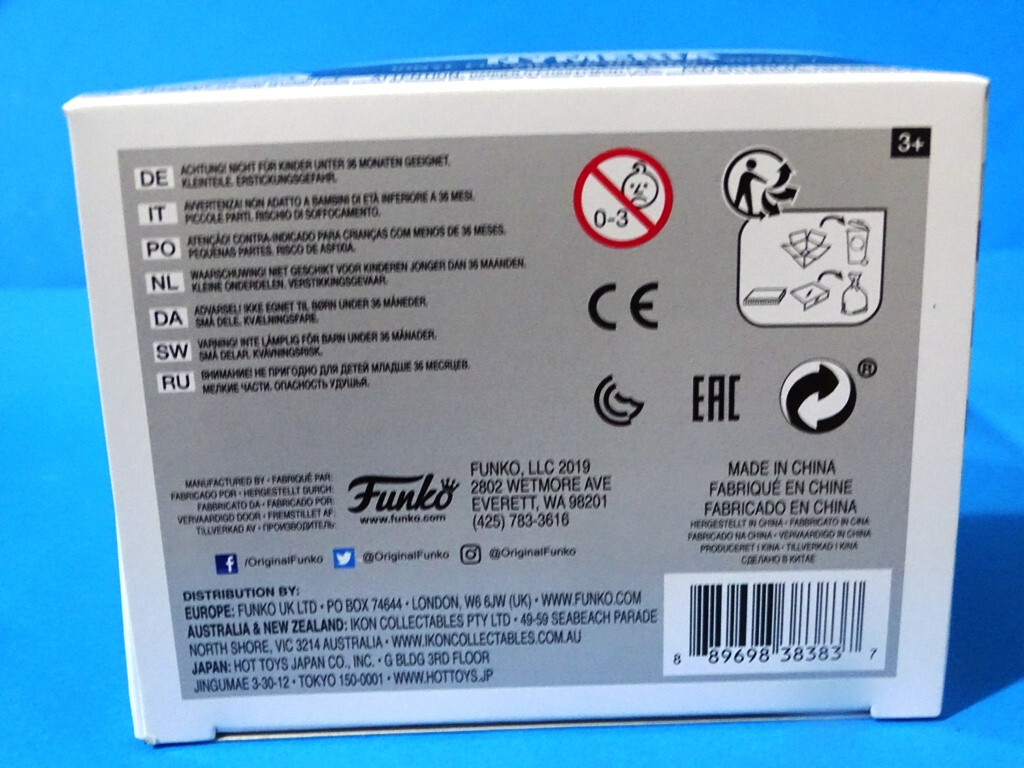 3+
DE ACHTUNG! NICHT FÜR KINDER UNTER 36 MONATEN GEEIGNET.
KLEINTEILE. ERSTICKUNGSGEFAHR.
IT AVVERTENZA! NON ADATTO A BAMBINI DI ETÀ INFERIORE A 36 MESI.
PICCOLE PARTI. RISCHIO DI SOFFOCAMENTO.
PO ATENÇÃO! CONTRA-INDICADO PARA CRIANÇAS COM MENOS DE 36 MESES.
PEQUENAS PARTES. RISCO DE ASFIXIA.
NL WAARSCHUWING! NIET GESCHIKT VOOR KINDEREN JONGER DAN 36 MAANDEN.
KLEINE ONDERDELEN. VERSTIKKINGSGEVAAR.
DA ADVARSEL! IKKE EGNET TIL BØRN UNDER 36 MÅNEDER.
SMÅ DELE. KVÆLNINGSFARE.
SW VARNING! INTE LÄMPLIG FÖR BARN UNDER 36 MÅNADER.
SMÅ DELAR. KVÄVNINGSRISK.
RU ВНИМАНИЕ! НЕ ПРИГОДНО ДЛЯ ДЕТЕЙ МЛАДШЕ 36 МЕСЯЦЕВ.
МЕЛКИЕ ЧАСТИ. ОПАСНОСТЬ УДУШЬЯ.
0-3
CE
EAC
®
MANUFACTURED BY • FABRIQUÉ PAR:
FABRICADO POR • HERGESTELLT DURCH:
FABBRICATO DA • FABRICADO POR:
VERVAARDIGD DOOR • FREMSTILLET AF:
TILLVERKAD AV • ПРОИЗВОДИТЕЛЬ:
Funko
www.funko.com
FUNKO, LLC 2019
2802 WETMORE AVE
EVERETT, WA 98201
(425) 783-3616
MADE IN CHINA
FABRIQUÉ EN CHINE
FABRICADO EN CHINA
HERGESTELLT IN CHINA • FABBRICATO IN CINA
FABRICADO NA CHINA • VERVAARDIGD IN CHINA
PRODUCERET I KINA • TILLVERKAD I KINA
СДЕЛАНО В КИТАЕ
f /OriginalFunko @OriginalFunko @OriginalFunko
DISTRIBUTION BY:
EUROPE: FUNKO UK LTD • PO BOX 74644 • LONDON, W6 6JW (UK) • WWW.FUNKO.COM
AUSTRALIA & NEW ZEALAND: IKON COLLECTABLES PTY LTD • 49-59 SEABEACH PARADE
NORTH SHORE, VIC 3214 AUSTRALIA • WWW.IKONCOLLECTABLES.COM.AU
JAPAN: HOT TOYS JAPAN CO., INC. • G BLDG 3RD FLOOR
JINGUMAE 3-30-12 • TOKYO 150-0001 • WWW.HOTTOYS.JP
8 89698 38383 7